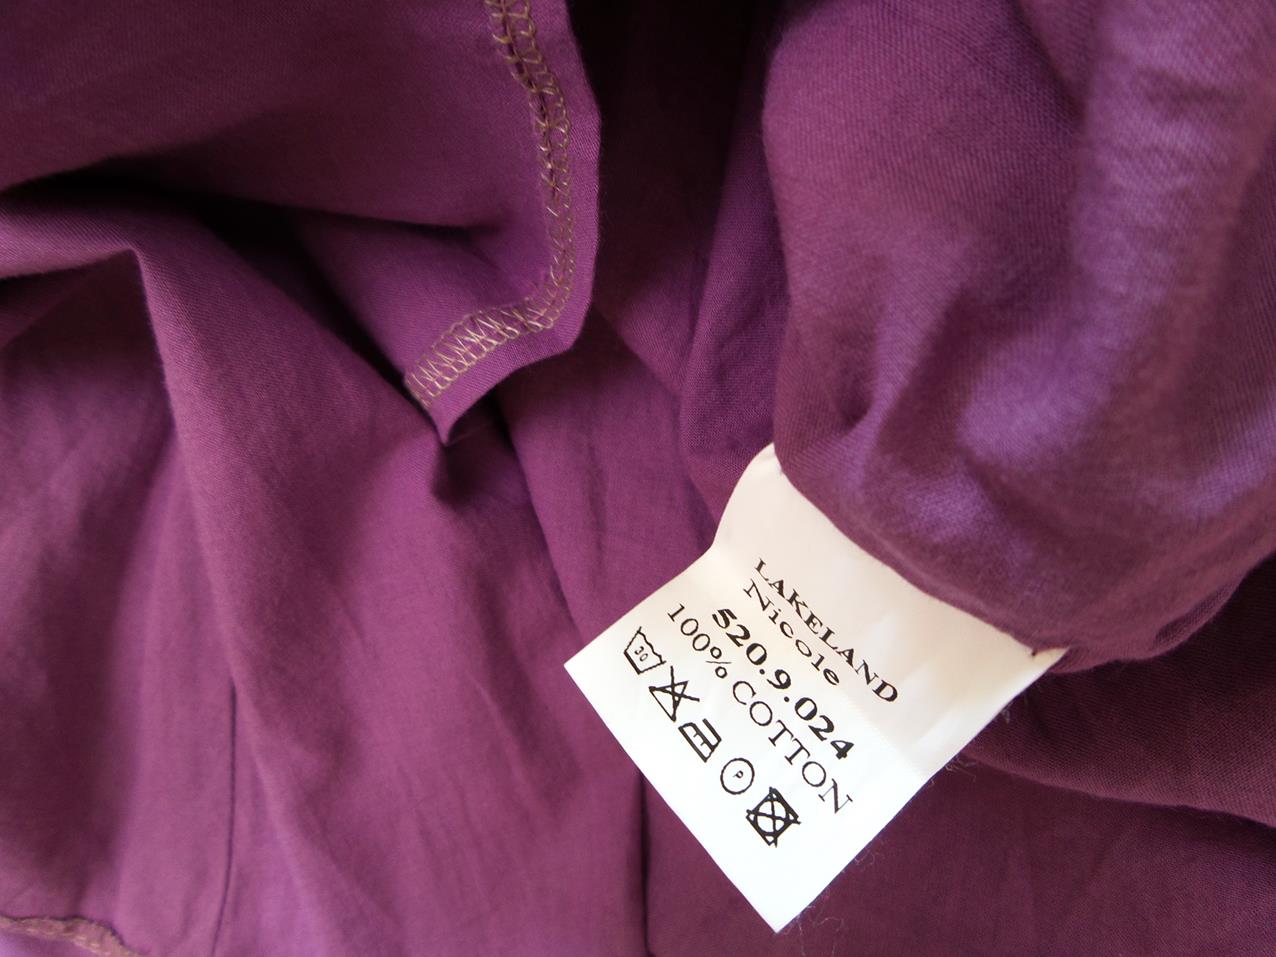 LAKELAND
Nicole
520.9.024
100% COTTON
30
P